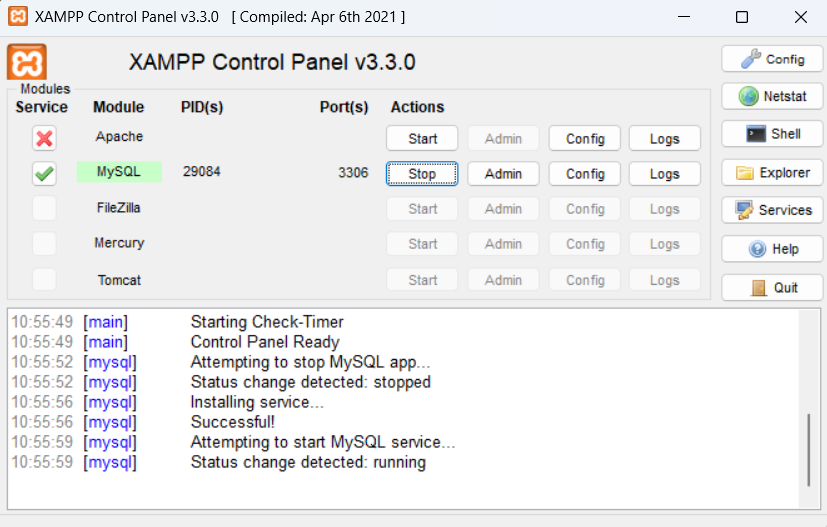 XAMPP Control Panel v3.3.0 [ Compiled: Apr 6th 2021 ]
XAMPP Control Panel v3.3.0
Config
Modules
Service Module PID(s) Port(s) Actions
Netstat
Apache Start Admin Config Logs
Shell
MySQL 29084 3306 Stop Admin Config Logs
Explorer
FileZilla Start Admin Config Logs
Services
Mercury Start Admin Config Logs
Help
Tomcat Start Admin Config Logs
Quit
10:55:49 [main] Starting Check-Timer
10:55:49 [main] Control Panel Ready
10:55:52 [mysql] Attempting to stop MySQL app...
10:55:52 [mysql] Status change detected: stopped
10:55:56 [mysql] Installing service...
10:55:56 [mysql] Successful!
10:55:59 [mysql] Attempting to start MySQL service...
10:55:59 [mysql] Status change detected: running